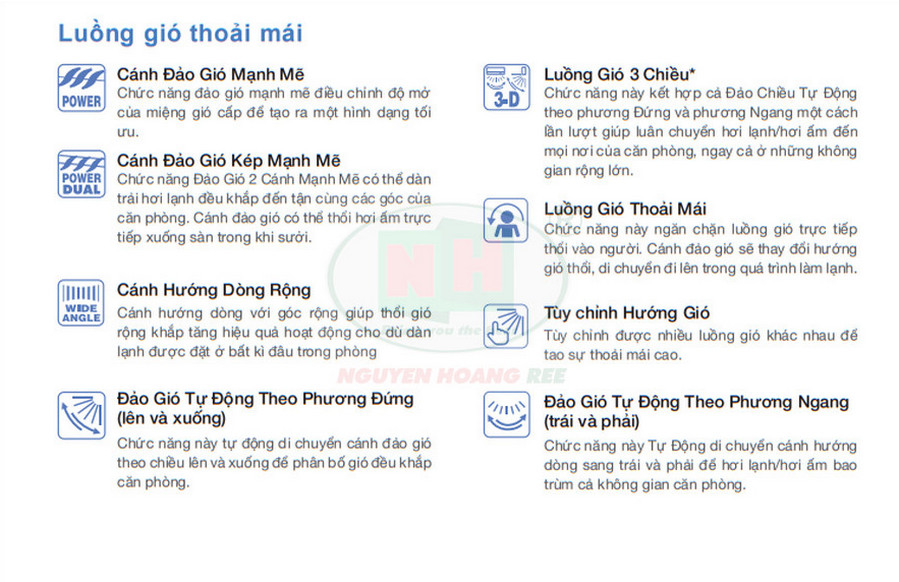 Luồng gió thoải mái
POWER
Cánh Đảo Gió Mạnh Mẽ
Chức năng đảo gió mạnh mẽ điều chỉnh độ mở
của miệng gió cấp để tạo ra một hình dạng tối
ưu.
POWER
DUAL
Cánh Đảo Gió Kép Mạnh Mẽ
Chức năng Đảo Gió 2 Cánh Mạnh Mẽ có thể dàn
trải hơi lạnh đều khắp đến tận cùng các góc của
căn phòng. Cánh đảo gió có thể thổi hơi ấm trực
tiếp xuống sàn trong khi sưởi.
WIDE
ANGLE
Cánh Hướng Dòng Rộng
Cánh hướng dòng với góc rộng giúp thổi gió
rộng khắp tăng hiệu quả hoạt động cho dù dàn
lạnh được đặt ở bất kì đâu trong phòng
Đảo Gió Tự Động Theo Phương Đứng
(lên và xuống)
Chức năng này tự động di chuyển cánh đảo gió
theo chiều lên và xuống để phân bố gió đều khắp
căn phòng.
3-D
Luồng Gió 3 Chiều*
Chức năng này kết hợp cả Đảo Chiều Tự Động
theo phương Đứng và phương Ngang một cách
lần lượt giúp luân chuyển hơi lạnh/hơi ấm đến
mọi nơi của căn phòng, ngay cả ở những không
gian rộng lớn.
Luồng Gió Thoải Mái
Chức năng này ngăn chặn luồng gió trực tiếp
thổi vào người. Cánh đảo gió sẽ thay đổi hướng
gió thổi, di chuyển đi lên trong quá trình làm lạnh.
Tùy chỉnh Hướng Gió
Tùy chỉnh được nhiều luồng gió khác nhau để
tạo sự thoải mái cao.
Đảo Gió Tự Động Theo Phương Ngang
(trái và phải)
Chức năng này Tự Động di chuyển cánh hướng
dòng sang trái và phải để hơi lạnh/hơi ấm bao
trùm cả không gian căn phòng.
NH
you the
NGUYEN HOANG REE